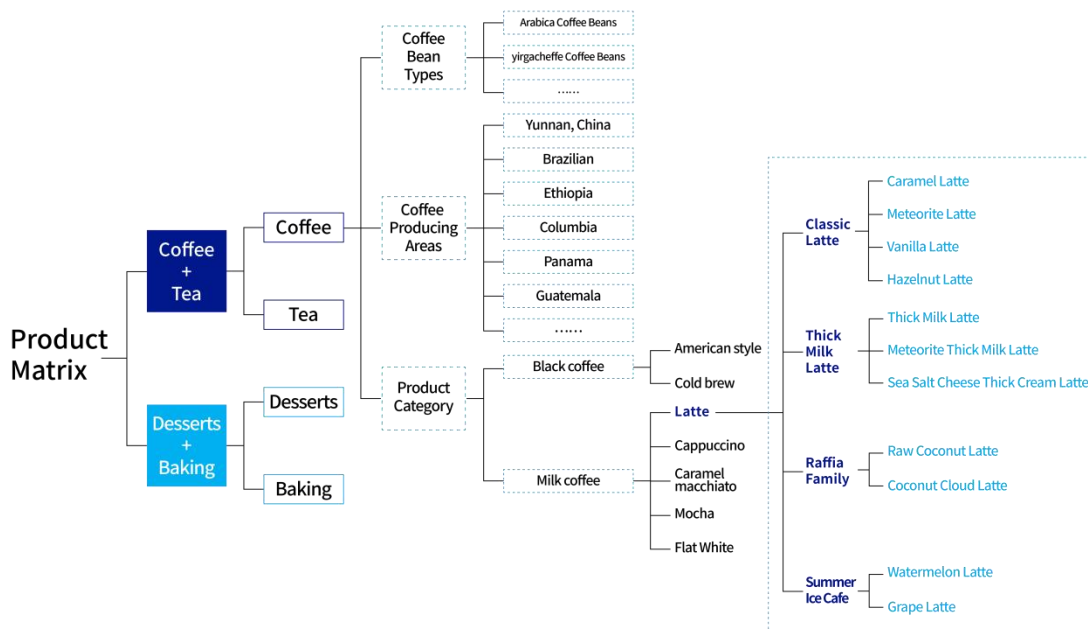 Product
Matrix
Coffee
+
Tea
Desserts
+
Baking
Coffee
Tea
Desserts
Baking
Coffee
Bean
Types
Coffee
Producing
Areas
Product
Category
Arabica Coffee Beans
yirgacheffe Coffee Beans
……
Yunnan, China
Brazilian
Ethiopia
Columbia
Panama
Guatemala
……
Black coffee
Milk coffee
American style
Cold brew
Latte
Cappuccino
Caramel
macchiato
Mocha
Flat White
Classic
Latte
Caramel Latte
Meteorite Latte
Vanilla Latte
Hazelnut Latte
Thick
Milk
Latte
Thick Milk Latte
Meteorite Thick Milk Latte
Sea Salt Cheese Thick Cream Latte
Raffia
Family
Raw Coconut Latte
Coconut Cloud Latte
Summer
Ice Cafe
Watermelon Latte
Grape Latte